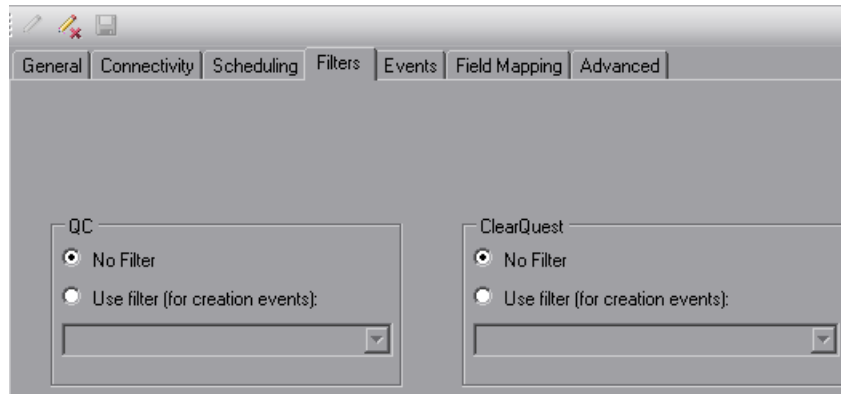 General Connectivity Scheduling Filters Events Field Mapping Advanced
QC
No Filter
Use filter (for creation events):
ClearQuest
No Filter
Use filter (for creation events):